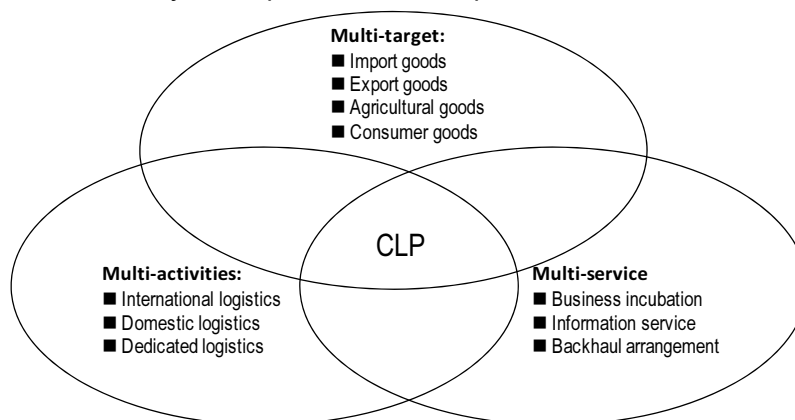 Multi-target:
■ Import goods
■ Export goods
■ Agricultural goods
■ Consumer goods
CLP
Multi-activities:
■ International logistics
■ Domestic logistics
■ Dedicated logistics
Multi-service
■ Business incubation
■ Information service
■ Backhaul arrangement